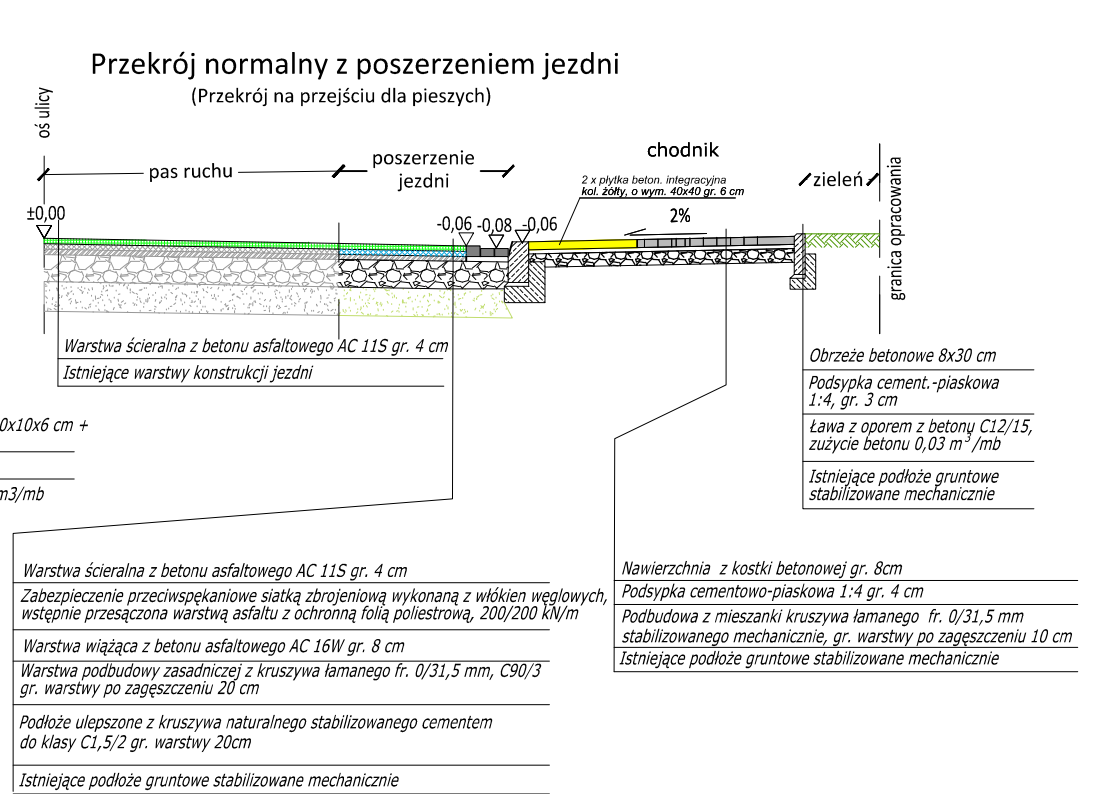 Przekrój normalny z poszerzeniem jezdni
(Przekrój na przejściu dla pieszych)
oś ulicy
pas ruchu
poszerzenie
jezdni
chodnik
zieleń
granica opracowania
2 x płytka beton. integracyjna
kol. żółty, o wym. 40x40 gr. 6 cm
2%
±0,00
-0,06
-0,08
-0,06
Warstwa ścieralna z betonu asfaltowego AC 11S gr. 4 cm
Istniejące warstwy konstrukcji jezdni
0x10x6 cm +
m3/mb
Obrzeże betonowe 8x30 cm
Podsypka cement.-piaskowa
1:4, gr. 3 cm
Ława z oporem z betonu C12/15,
zużycie betonu 0,03 m³/mb
Istniejące podłoże gruntowe
stabilizowane mechanicznie
Warstwa ścieralna z betonu asfaltowego AC 11S gr. 4 cm
Zabezpieczenie przeciwspękaniowe siatką zbrojeniową wykonaną z włókien węglowych,
wstępnie przesączona warstwą asfaltu z ochronną folią poliestrową, 200/200 kN/m
Warstwa wiążąca z betonu asfaltowego AC 16W gr. 8 cm
Warstwa podbudowy zasadniczej z kruszywa łamanego fr. 0/31,5 mm, C90/3
gr. warstwy po zagęszczeniu 20 cm
Podłoże ulepszone z kruszywa naturalnego stabilizowanego cementem
do klasy C1,5/2 gr. warstwy 20cm
Istniejące podłoże gruntowe stabilizowane mechanicznie
Nawierzchnia z kostki betonowej gr. 8cm
Podsypka cementowo-piaskowa 1:4 gr. 4 cm
Podbudowa z mieszanki kruszywa łamanego fr. 0/31,5 mm
stabilizowanego mechanicznie, gr. warstwy po zagęszczeniu 10 cm
Istniejące podłoże gruntowe stabilizowane mechanicznie